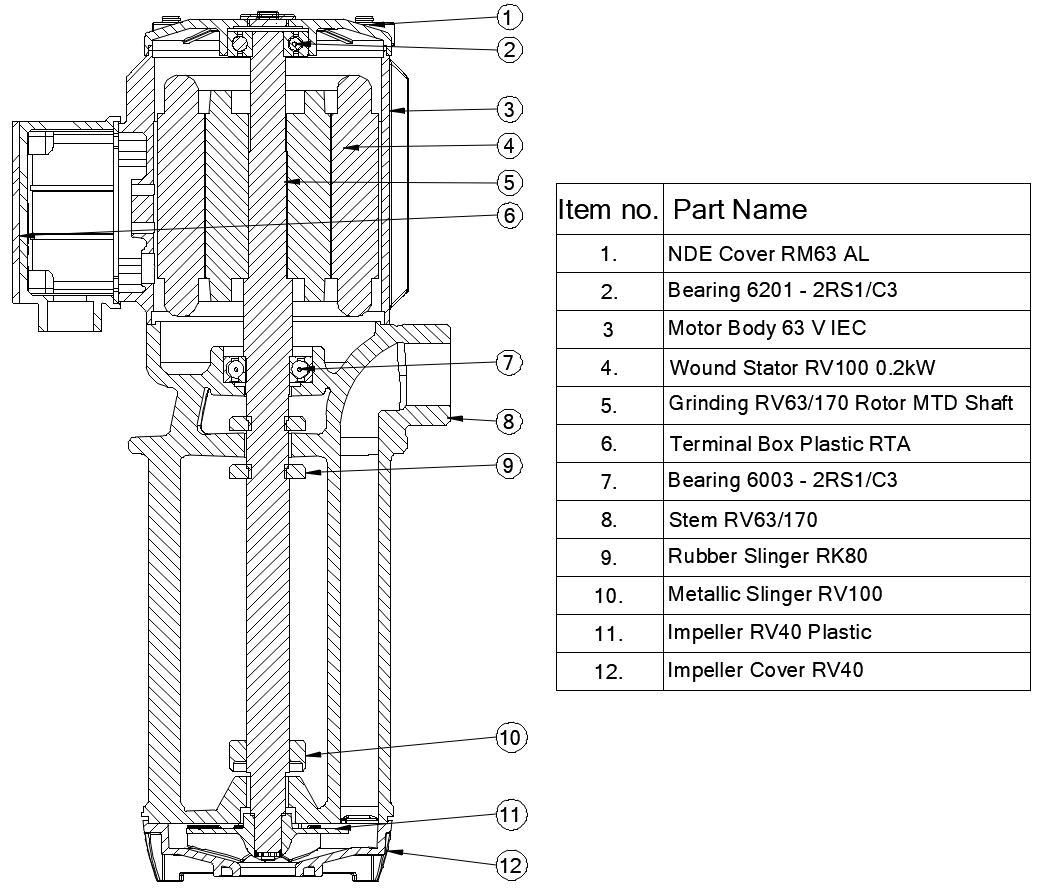 1
2
3
4
5
6
7
8
9
10
11
12
Item no. Part Name
1. NDE Cover RM63 AL
2. Bearing 6201 - 2RS1/C3
3 Motor Body 63 V IEC
4. Wound Stator RV100 0.2kW
5. Grinding RV63/170 Rotor MTD Shaft
6. Terminal Box Plastic RTA
7. Bearing 6003 - 2RS1/C3
8. Stem RV63/170
9. Rubber Slinger RK80
10. Metallic Slinger RV100
11. Impeller RV40 Plastic
12. Impeller Cover RV40